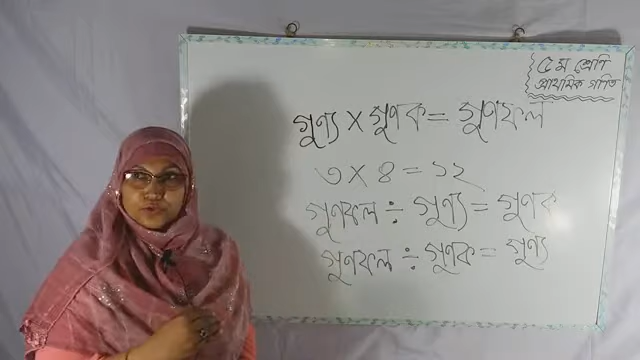 ৫ম শ্রেণি
প্রাথমিক গণিত
গুণ্য × গুণক = গুণফল
৩ × ৪ = ১২
গুণফল ÷ গুণ্য = গুণক
গুণফল ÷ গুণক = গুণ্য